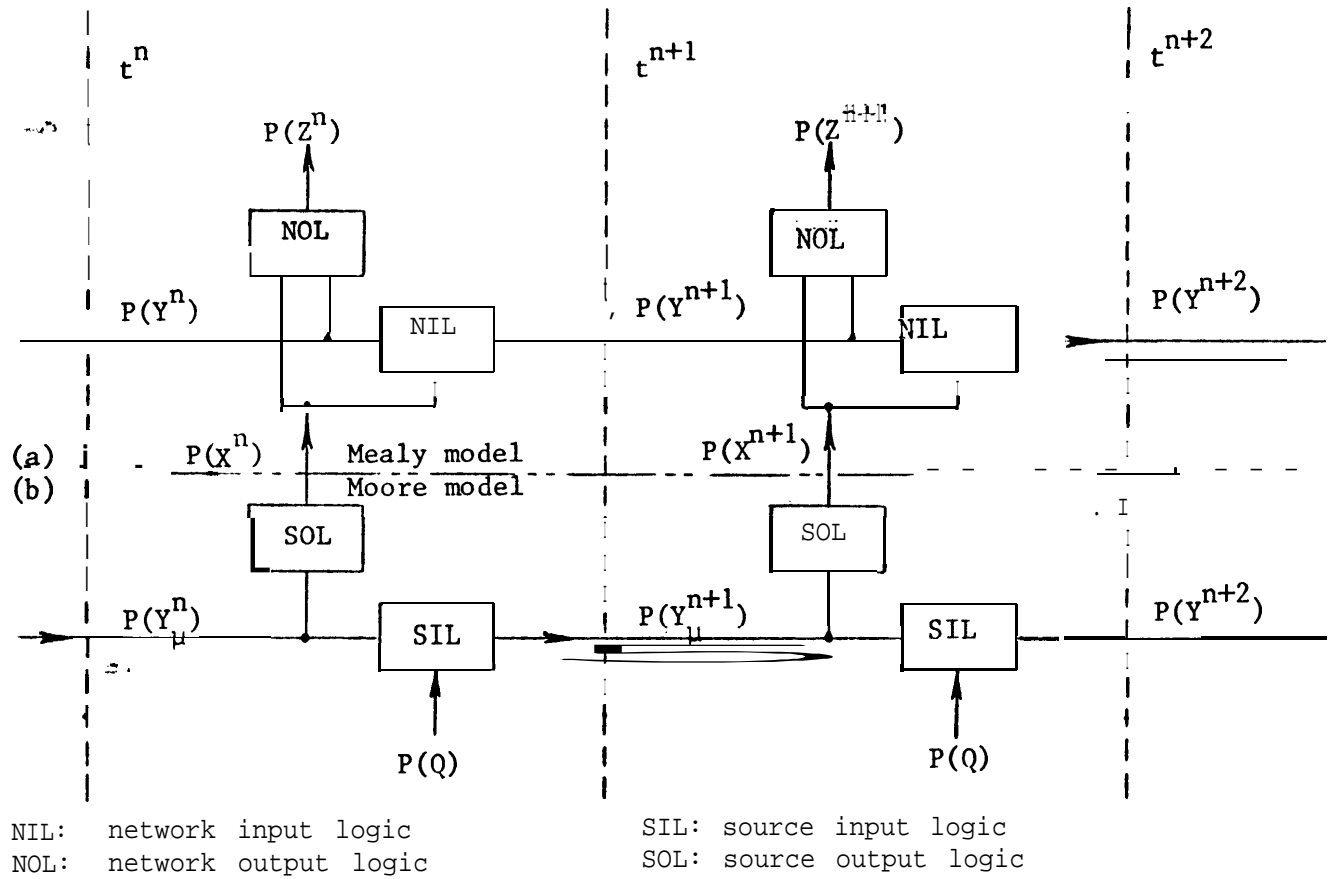 t^n t^{n+1} t^{n+2}
P(Z^n) P(Z^{n+1})
NOL NOL
P(Y^n) P(Y^{n+1}) P(Y^{n+2})
NIL NIL
(a) P(X^n) Mealy model P(X^{n+1})
(b) Moore model
SOL SOL
P(Y_μ^n) P(Y_μ^{n+1}) P(Y^{n+2})
SIL SIL
P(Q) P(Q)
NIL: network input logic SIL: source input logic
NOL: network output logic SOL: source output logic